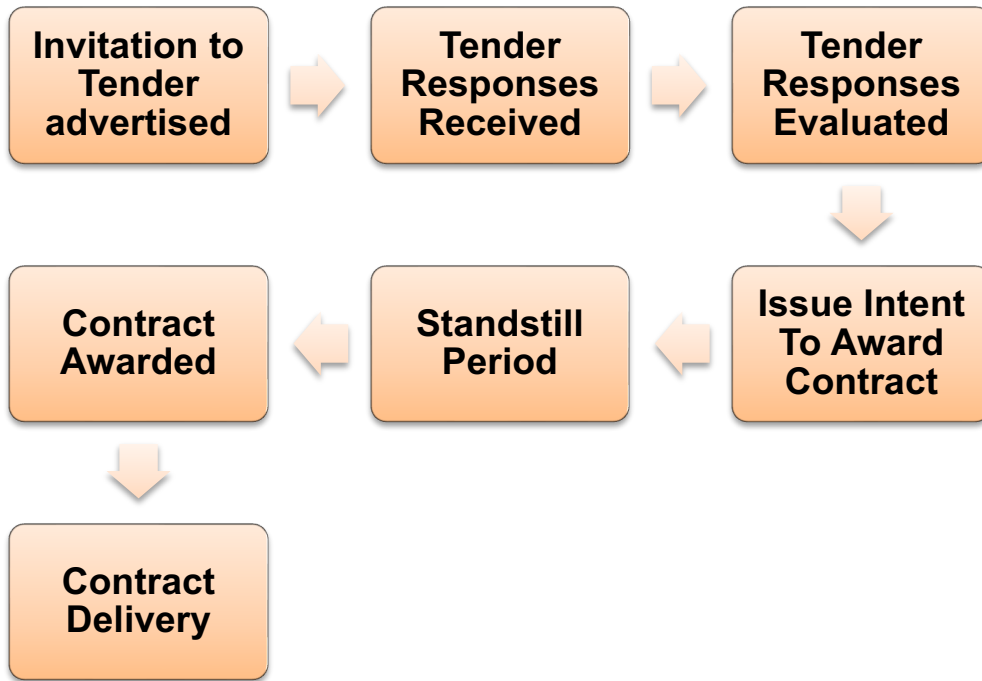 Invitation to
Tender
advertised
Tender
Responses
Received
Tender
Responses
Evaluated
Issue Intent
To Award
Contract
Standstill
Period
Contract
Awarded
Contract
Delivery